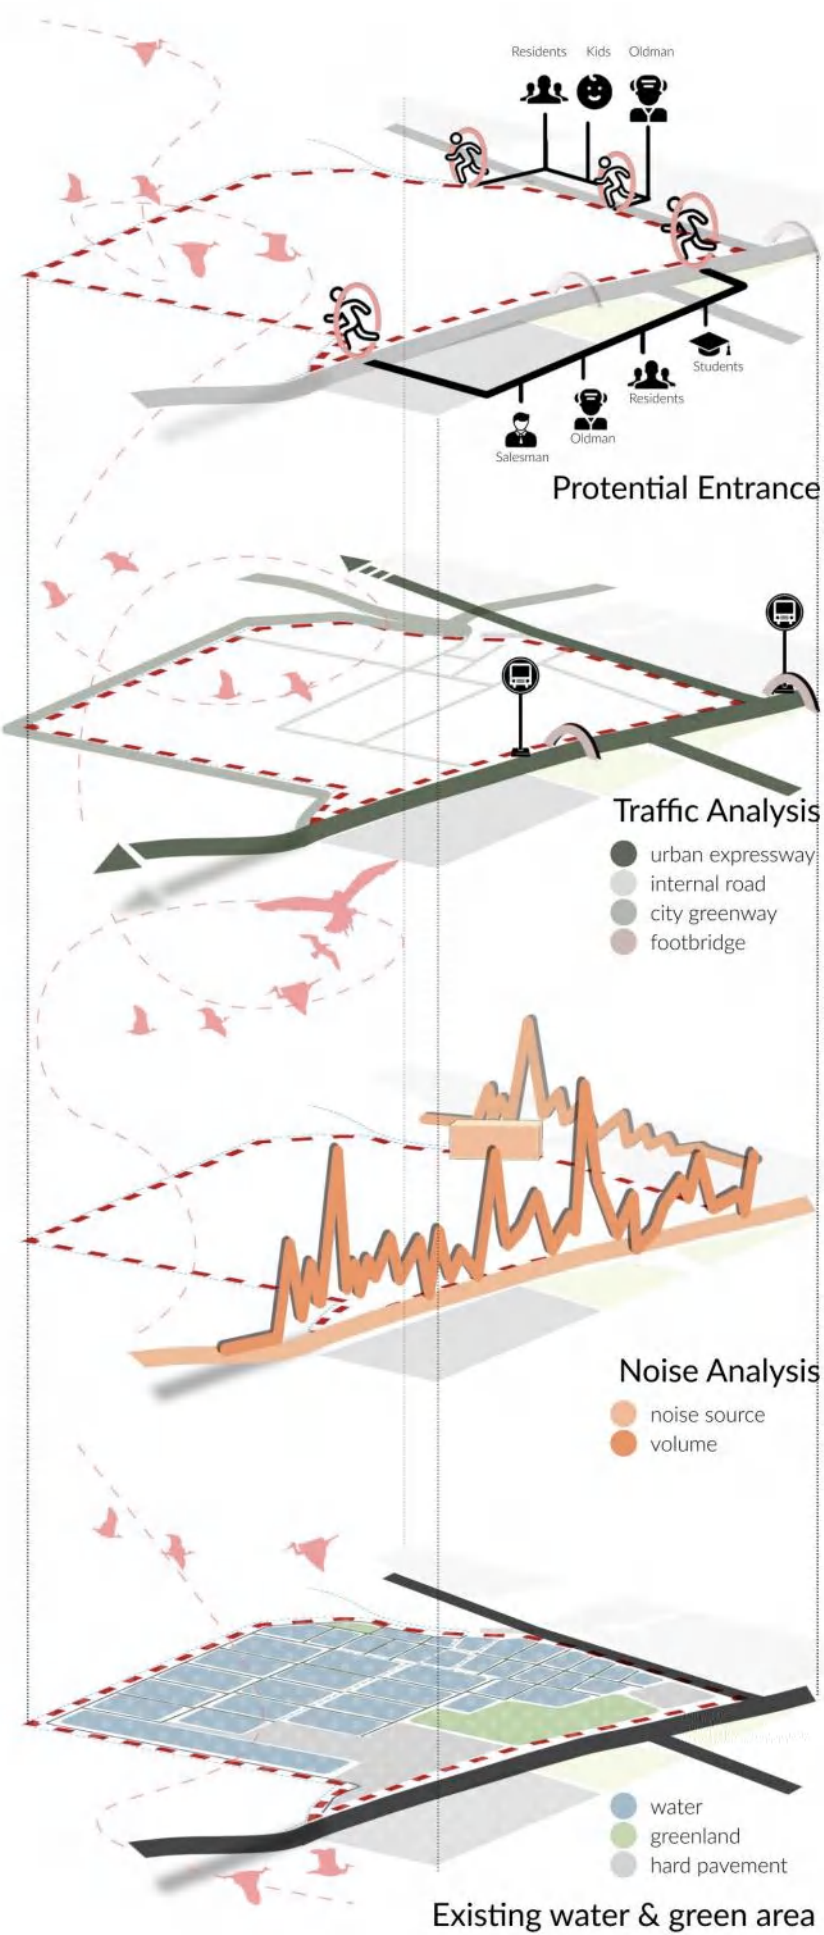 Residents Kids Oldman
Students
Residents
Oldman
Salesman
Protential Entrance
Traffic Analysis
urban expressway
internal road
city greenway
footbridge
Noise Analysis
noise source
volume
water
greenland
hard pavement
Existing water & green area